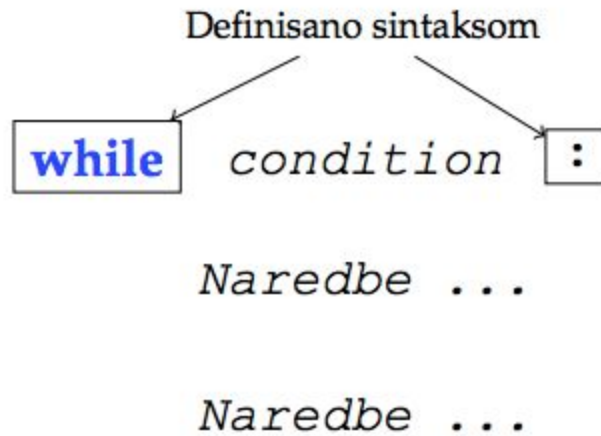 Definisano sintaksom
while condition :
Naredbe ...
Naredbe ...